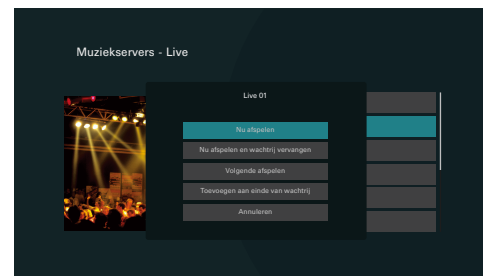 Muziekservers - Live
Live 01
Nu afspelen
Nu afspelen en wachtrij vervangen
Volgende afspelen
Toevoegen aan einde van wachtrij
Annuleren